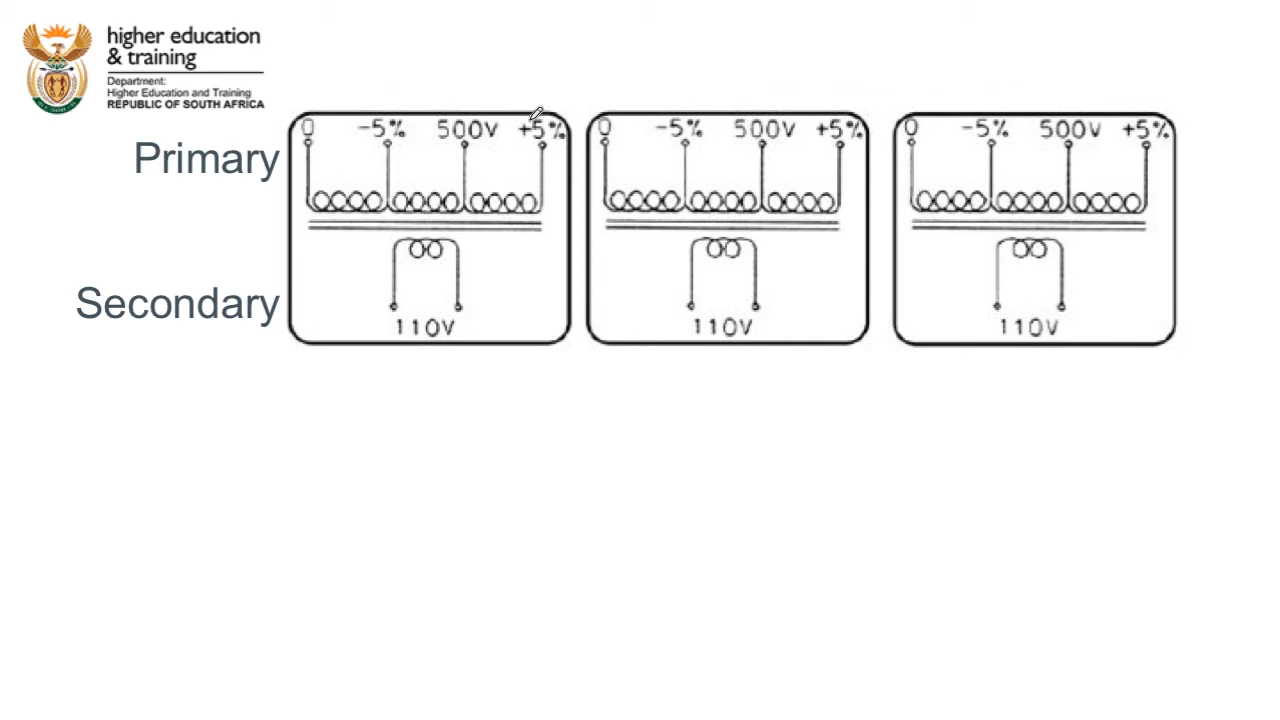 higher education
& training
Department:
Higher Education and Training
REPUBLIC OF SOUTH AFRICA
Primary
0 -5% 500V +5%
0 -5% 500V +5%
0 -5% 500V +5%
Secondary
110V
110V
110V